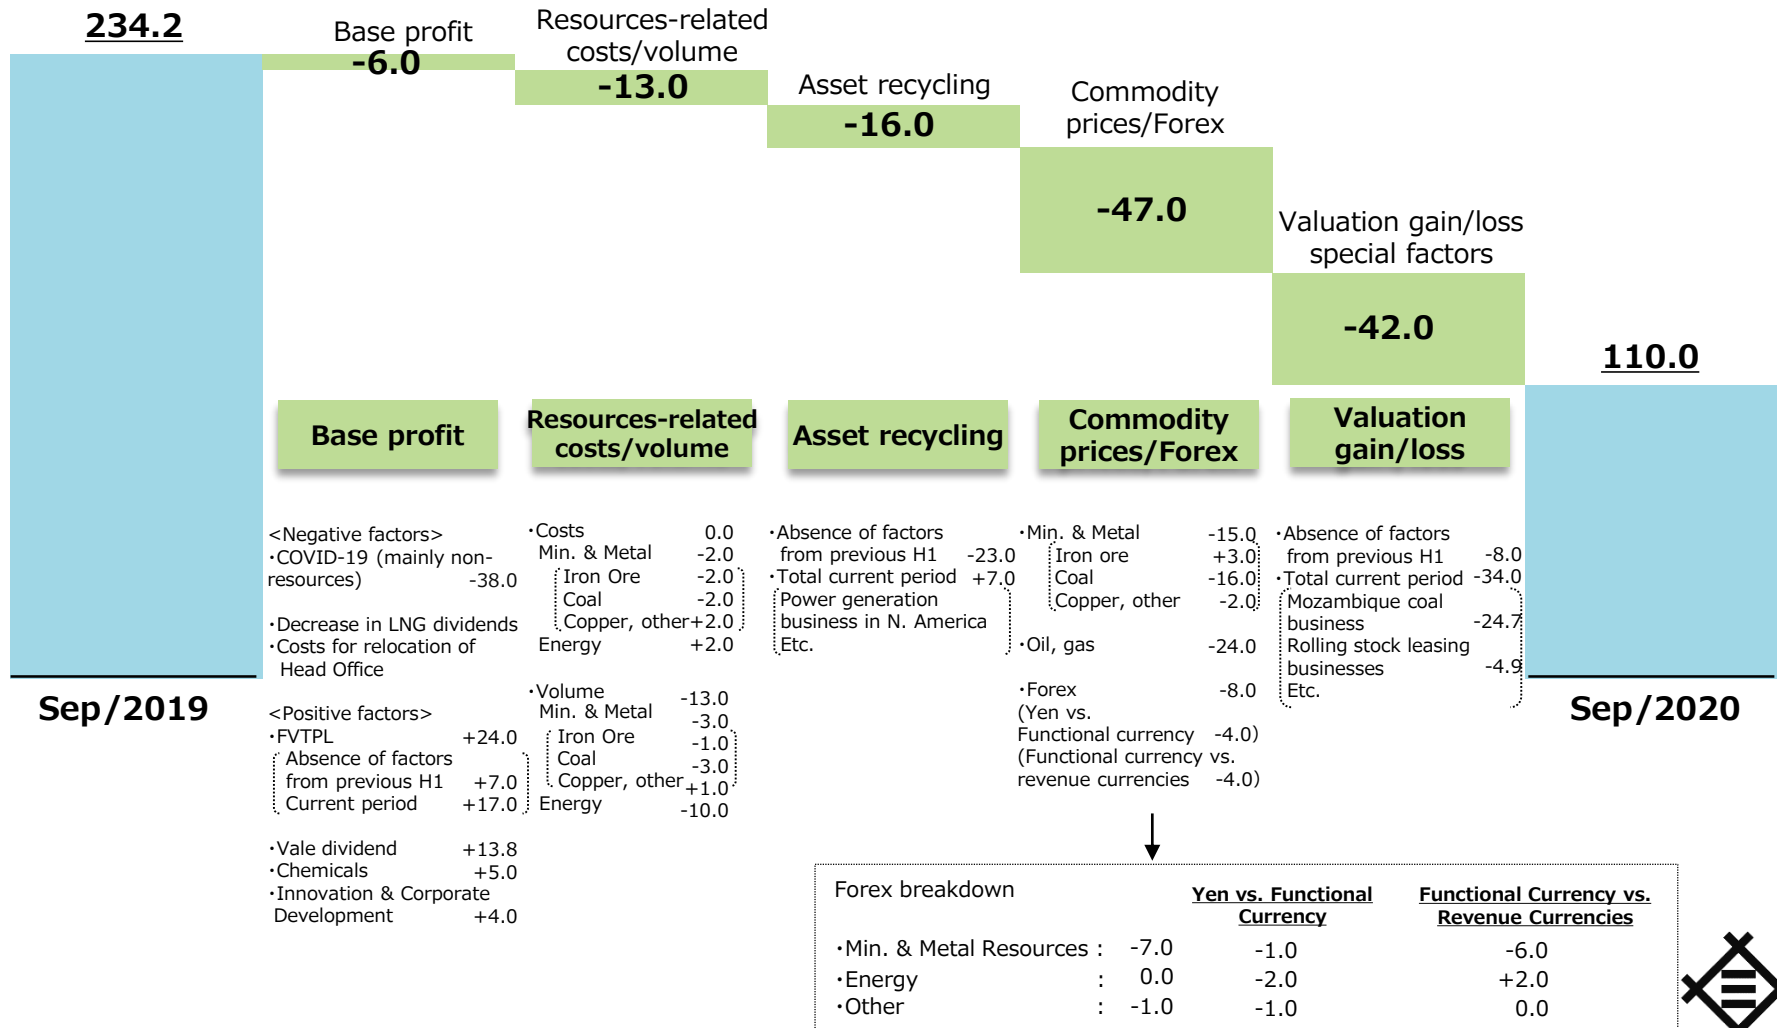 234.2
Base profit
-6.0
Resources-related
costs/volume
-13.0
Asset recycling
-16.0
Commodity
prices/Forex
-47.0
Valuation gain/loss
special factors
-42.0
110.0
Sep/2019
Sep/2020
Base profit
<Negative factors>
・COVID-19 (mainly non-
resources) -38.0
・Decrease in LNG dividends
・Costs for relocation of
Head Office
<Positive factors>
・FVTPL +24.0
Absence of factors
from previous H1 +7.0
Current period +17.0
・Vale dividend +13.8
・Chemicals +5.0
・Innovation & Corporate
Development +4.0
Resources-related
costs/volume
・Costs 0.0
Min. & Metal -2.0
Iron Ore -2.0
Coal -2.0
Copper, other +2.0
Energy +2.0
・Volume -13.0
Min. & Metal -3.0
Iron Ore -1.0
Coal -3.0
Copper, other +1.0
Energy -10.0
Asset recycling
・Absence of factors
from previous H1 -23.0
・Total current period +7.0
Power generation
business in N. America
Etc.
Commodity
prices/Forex
・Min. & Metal -15.0
Iron ore +3.0
Coal -16.0
Copper, other -2.0
・Oil, gas -24.0
・Forex -8.0
(Yen vs.
Functional currency -4.0)
(Functional currency vs.
revenue currencies -4.0)
Valuation
gain/loss
・Absence of factors
from previous H1 -8.0
・Total current period -34.0
Mozambique coal
business -24.7
Rolling stock leasing
businesses -4.9
Etc.
Forex breakdown
Yen vs. Functional
Currency
Functional Currency vs.
Revenue Currencies
・Min. & Metal Resources : -7.0 -1.0 -6.0
・Energy : 0.0 -2.0 +2.0
・Other : -1.0 -1.0 0.0